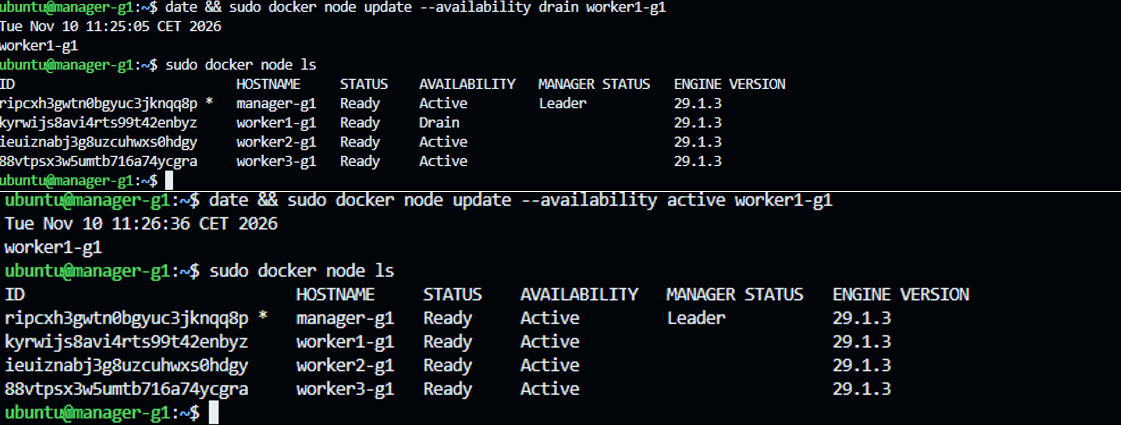 ubuntu@manager-g1:~$ date && sudo docker node update --availability drain worker1-g1
Tue Nov 10 11:25:05 CET 2026
worker1-g1
ubuntu@manager-g1:~$ sudo docker node ls
ID HOSTNAME STATUS AVAILABILITY MANAGER STATUS ENGINE VERSION
ripcxh3gwtn0bgyuc3jknqq8p * manager-g1 Ready Active Leader 29.1.3
kyrwijs8avi4rts99t42enbyz worker1-g1 Ready Drain 29.1.3
ieuiznabj3g8uzcuhwxs0hdgy worker2-g1 Ready Active 29.1.3
88vtpsx3w5umtb716a74ycgra worker3-g1 Ready Active 29.1.3
ubuntu@manager-g1:~$
ubuntu@manager-g1:~$ date && sudo docker node update --availability active worker1-g1
Tue Nov 10 11:26:36 CET 2026
worker1-g1
ubuntu@manager-g1:~$ sudo docker node ls
ID HOSTNAME STATUS AVAILABILITY MANAGER STATUS ENGINE VERSION
ripcxh3gwtn0bgyuc3jknqq8p * manager-g1 Ready Active Leader 29.1.3
kyrwijs8avi4rts99t42enbyz worker1-g1 Ready Active 29.1.3
ieuiznabj3g8uzcuhwxs0hdgy worker2-g1 Ready Active 29.1.3
88vtpsx3w5umtb716a74ycgra worker3-g1 Ready Active 29.1.3
ubuntu@manager-g1:~$